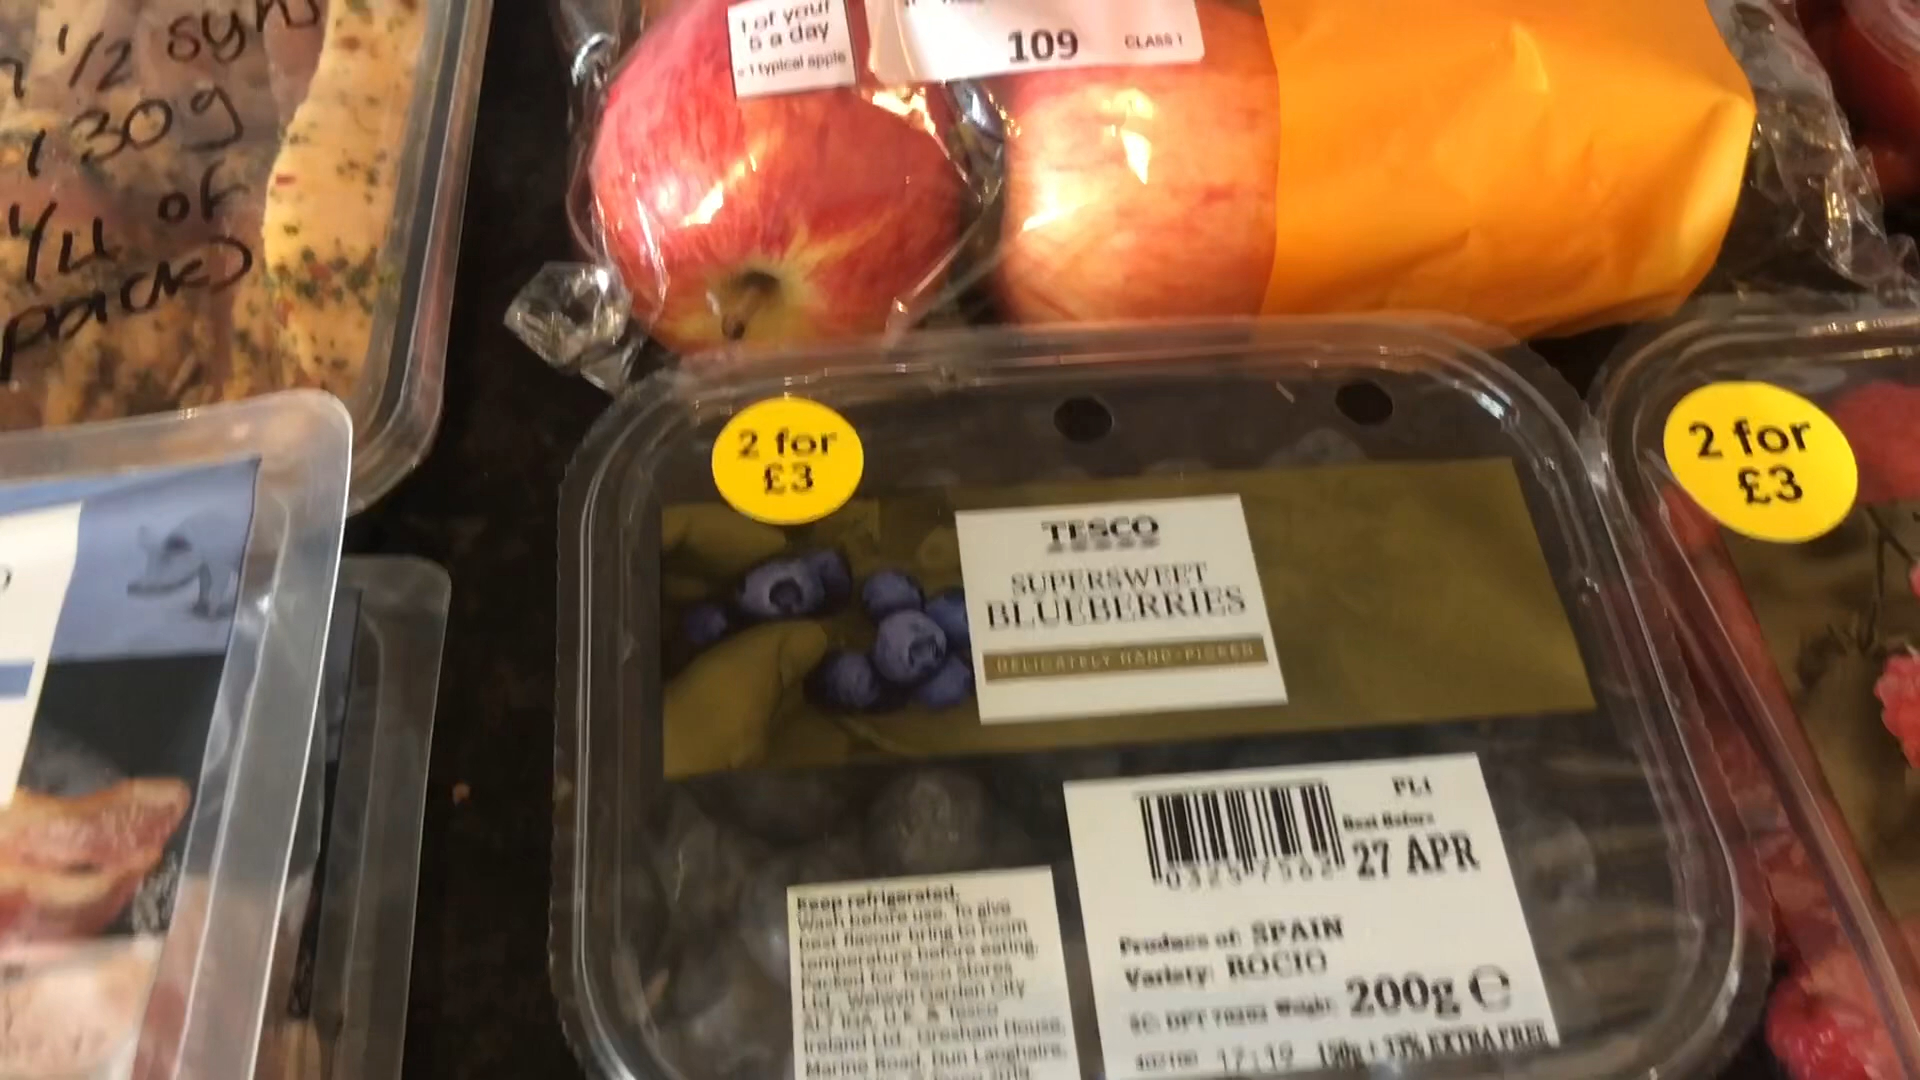 1/2 syns
130g
1/4 of
pack)
1 of your
5 a day
= 1 typical apple
109
CLASS 1
2 for
£3
2 for
£3
TESCO
SUPERSWEET
BLUEBERRIES
DELICATELY HAND-PICKED
PL1
Best Before
27 APR
Produce of: SPAIN
Variety: ROCIO
Weight: 200g e
17:19 150g + 33% EXTRA FREE
Keep refrigerated.
Wash before use. To give
best flavour bring to room
temperature before eating.
Packed for Tesco Stores
Ltd., Welwyn Garden City
AL7 1GA, U.K. & Tesco
Ireland Ltd., Gresham House,
Marine Road, Dun Laoghaire,